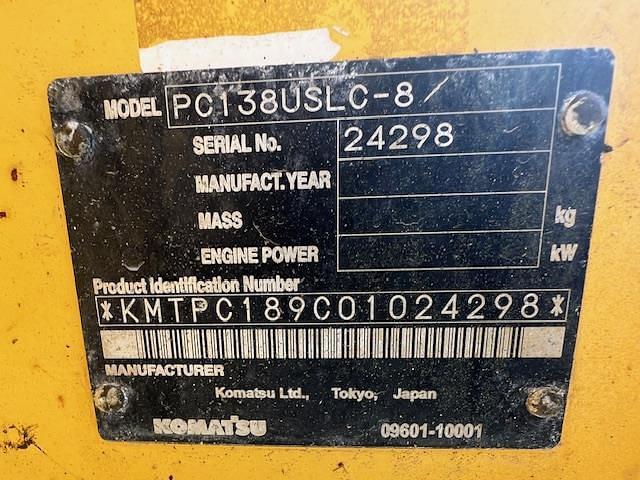 MODEL PC138USLC-8
SERIAL No. 24298
MANUFACT.YEAR
MASS kg
ENGINE POWER kW
Product Identification Number
*KMTPC189C01024298*
MANUFACTURER
Komatsu Ltd., Tokyo, Japan
KOMATSU 09601-10001